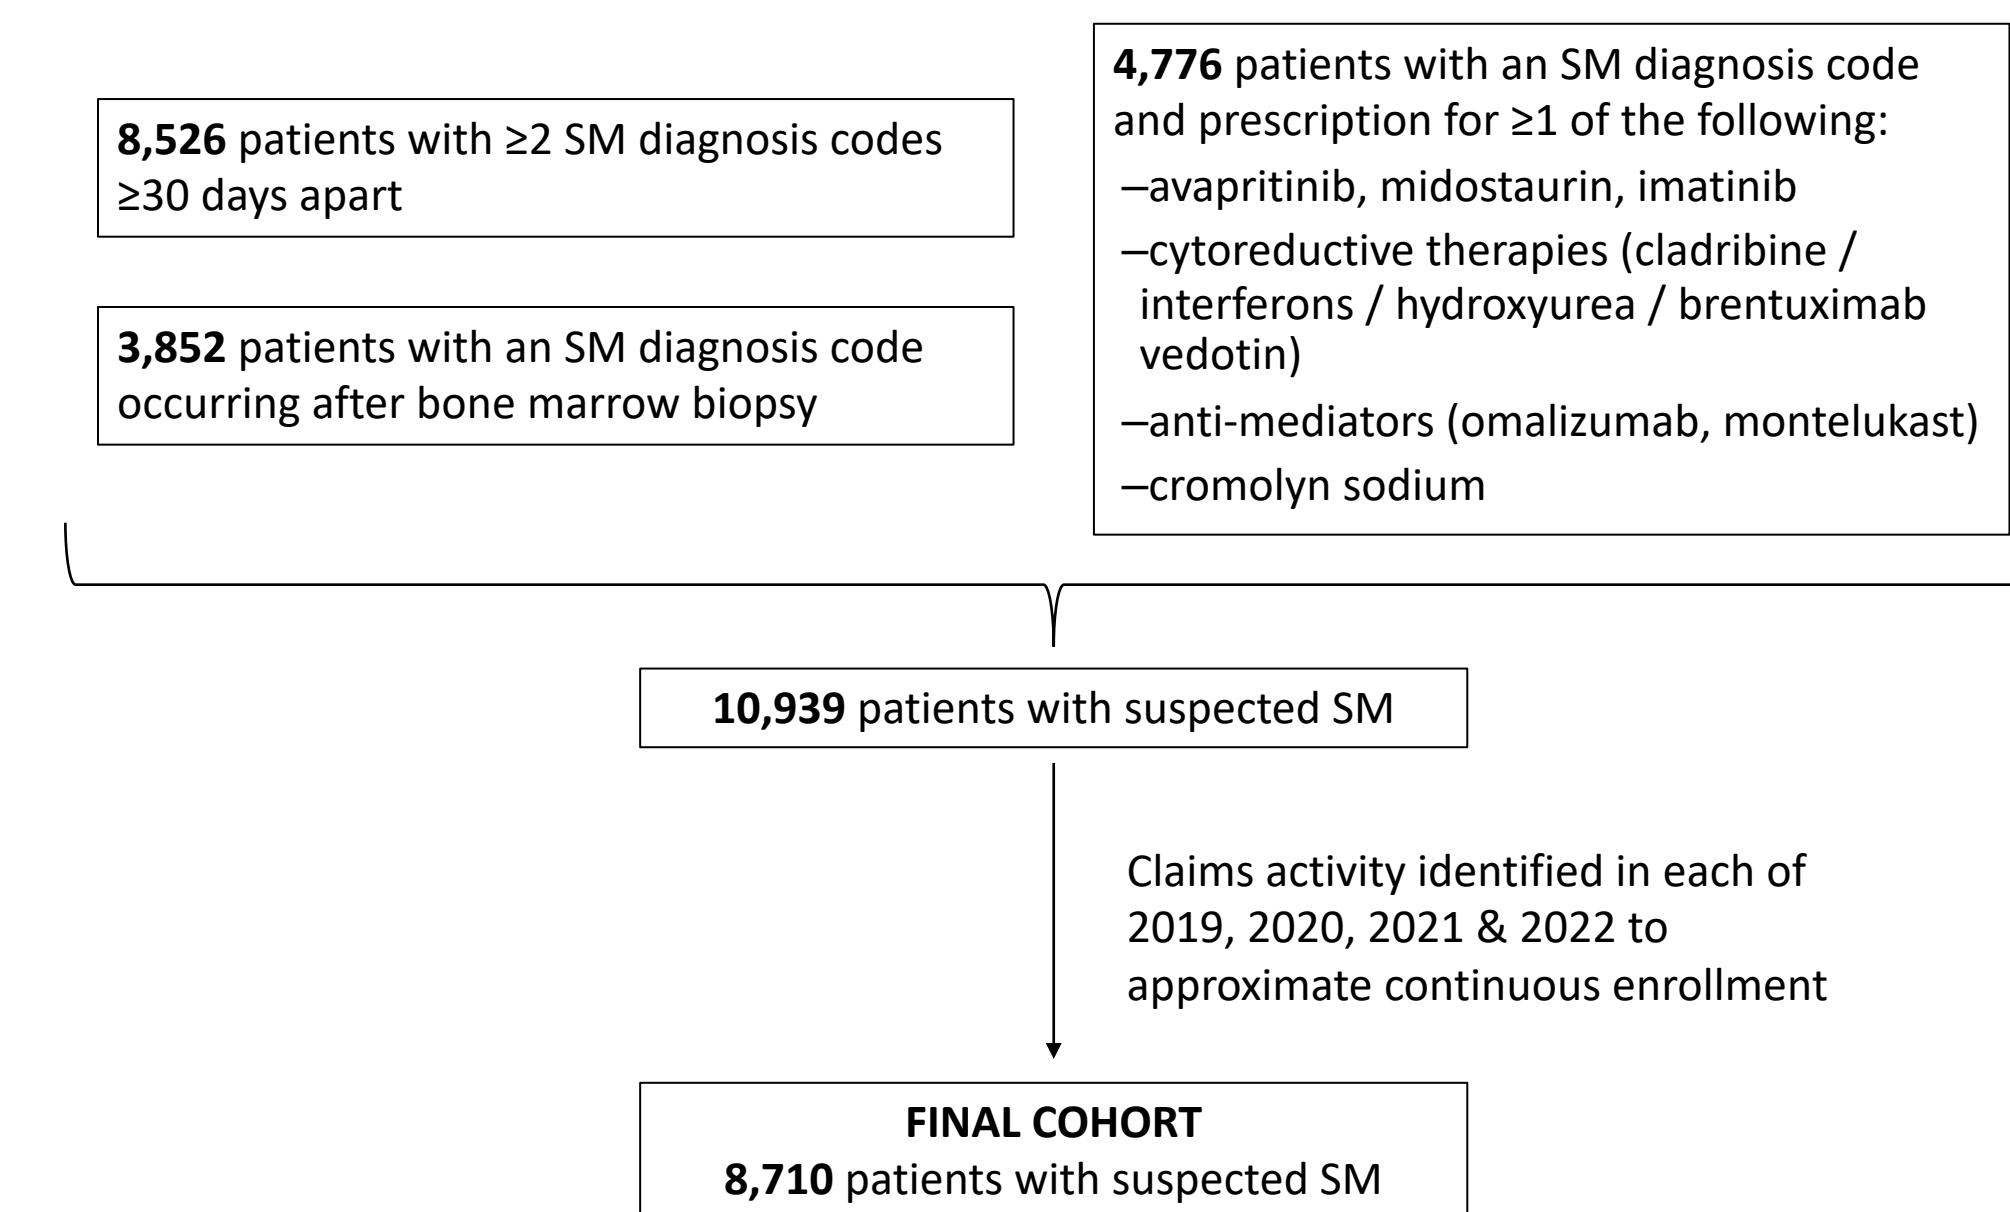 8,526 patients with ≥2 SM diagnosis codes
≥30 days apart
3,852 patients with an SM diagnosis code
occurring after bone marrow biopsy
4,776 patients with an SM diagnosis code
and prescription for ≥1 of the following:
–avapritinib, midostaurin, imatinib
–cytoreductive therapies (cladribine /
interferons / hydroxyurea / brentuximab
vedotin)
–anti-mediators (omalizumab, montelukast)
–cromolyn sodium
10,939 patients with suspected SM
Claims activity identified in each of
2019, 2020, 2021 & 2022 to
approximate continuous enrollment
FINAL COHORT
8,710 patients with suspected SM